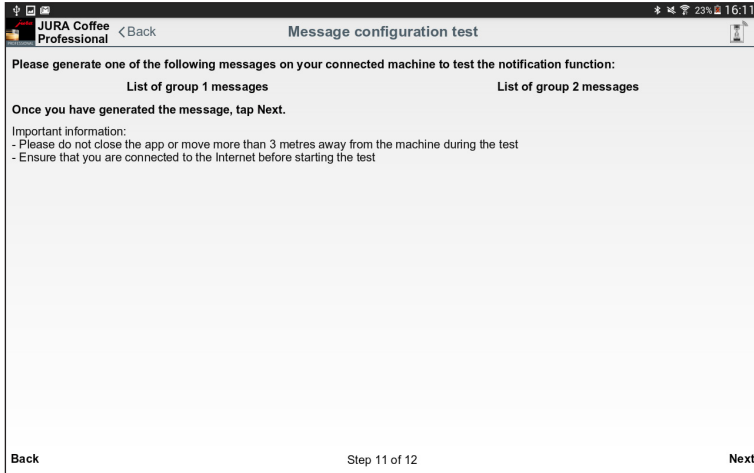 23% 16:11
JURA Coffee
Professional
Back
Message configuration test
Please generate one of the following messages on your connected machine to test the notification function:
List of group 1 messages
List of group 2 messages
Once you have generated the message, tap Next.
Important information:
- Please do not close the app or move more than 3 metres away from the machine during the test
- Ensure that you are connected to the Internet before starting the test
Back
Step 11 of 12
Next